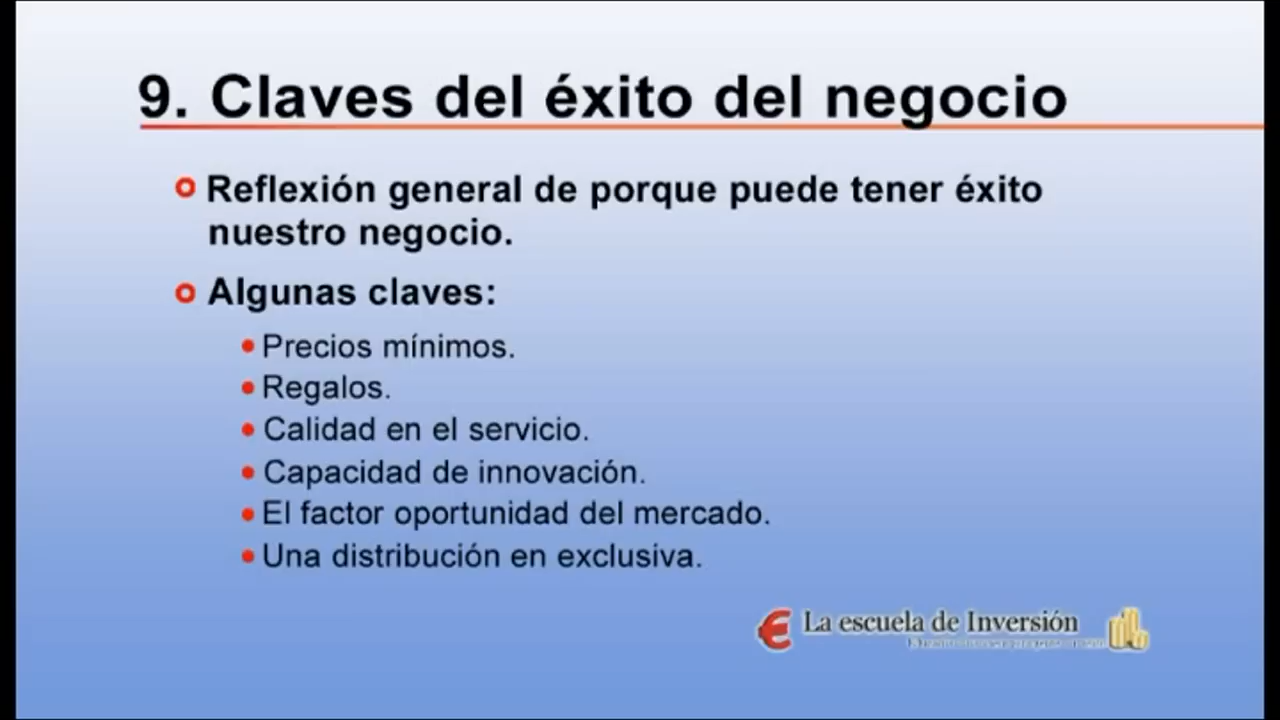 9. Claves del éxito del negocio
Reflexión general de porque puede tener éxito
nuestro negocio.
Algunas claves:
Precios mínimos.
Regalos.
Calidad en el servicio.
Capacidad de innovación.
El factor oportunidad del mercado.
Una distribución en exclusiva.
La escuela de Inversión